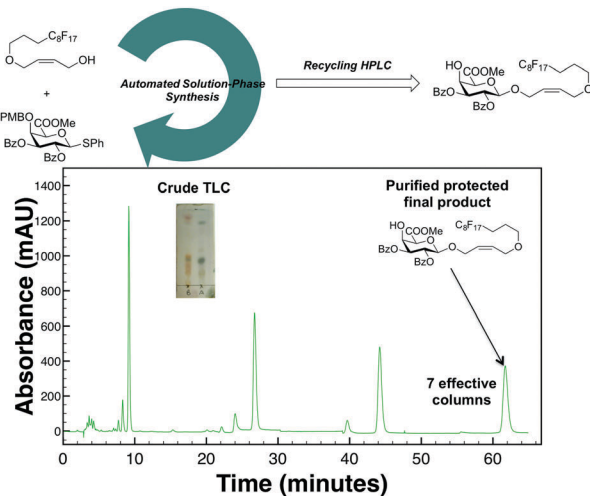 C8F17
O
OH
+
PMBO
COOMe
O
BzO
SPh
BzO
Automated Solution-Phase
Synthesis
Recycling HPLC
HO
COOMe
C8F17
O
BzO
O
BzO
O
Crude TLC
Purified protected
final product
HO
COOMe
C8F17
O
BzO
O
BzO
O
7 effective
columns
Absorbance (mAU)
1400
1200
1000
800
600
400
200
0
0 10 20 30 40 50 60
Time (minutes)